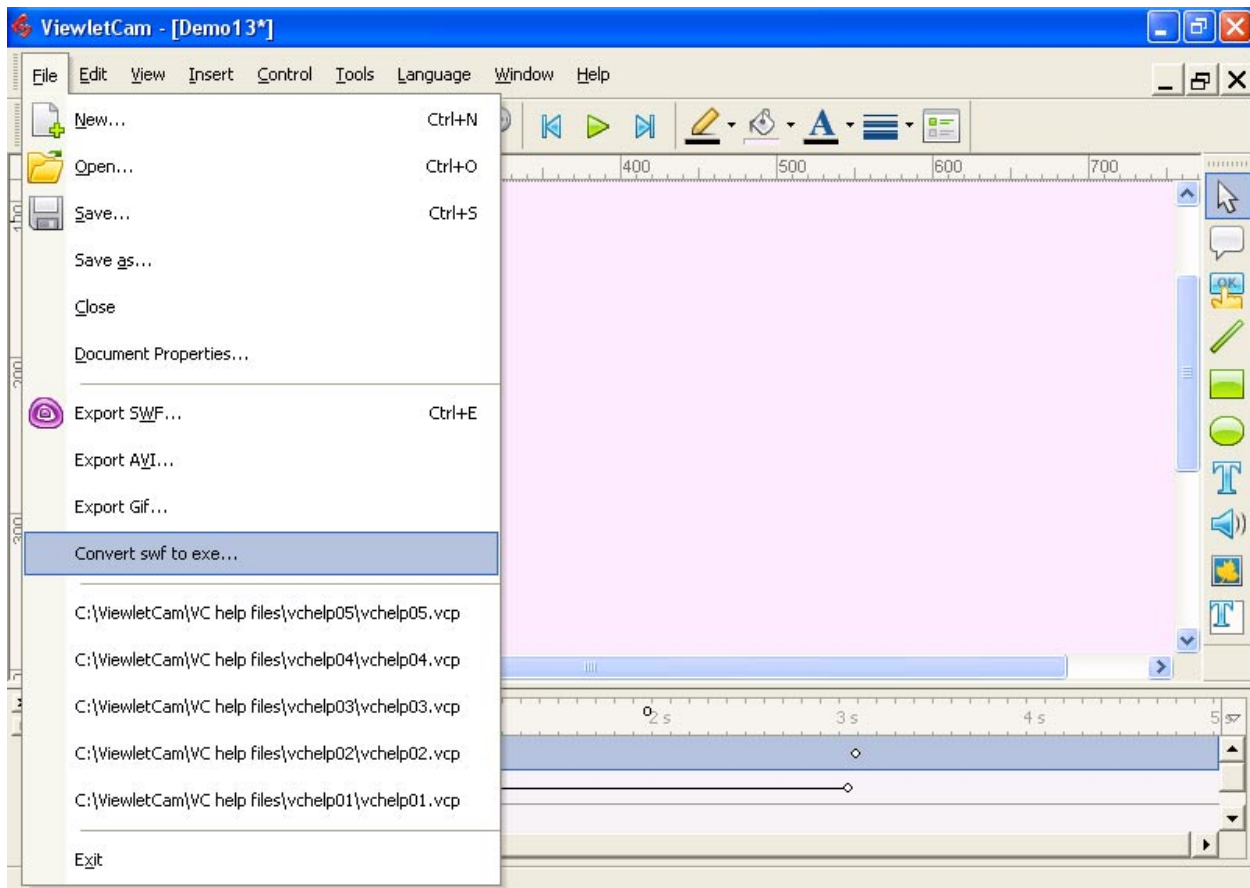 ViewletCam - [Demo13*]
File Edit View Insert Control Tools Language Window Help
New... Ctrl+N
Open... Ctrl+O
Save... Ctrl+S
Save as...
Close
Document Properties...
Export SWF... Ctrl+E
Export AVI...
Export Gif...
Convert swf to exe...
C:\ViewletCam\VC help files\vchelp05\vchelp05.vcp
C:\ViewletCam\VC help files\vchelp04\vchelp04.vcp
C:\ViewletCam\VC help files\vchelp03\vchelp03.vcp
C:\ViewletCam\VC help files\vchelp02\vchelp02.vcp
C:\ViewletCam\VC help files\vchelp01\vchelp01.vcp
Exit
A
400 500 600 700
200
300
OK
T
T
2 s 3 s 4 s 5